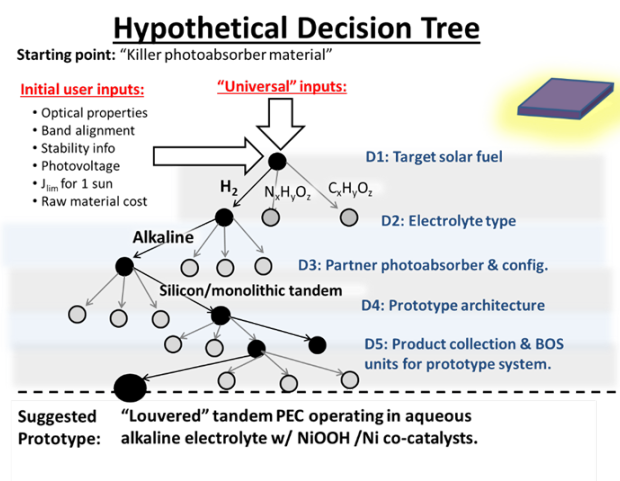 Hypothetical Decision Tree
Starting point: “Killer photoabsorber material”
Initial user inputs:
“Universal” inputs:
• Optical properties
• Band alignment
• Stability info
• Photovoltage
• Jlim for 1 sun
• Raw material cost
D1: Target solar fuel
H2
NxHyOz
CxHyOz
D2: Electrolyte type
Alkaline
D3: Partner photoabsorber & config.
Silicon/monolithic tandem
D4: Prototype architecture
D5: Product collection & BOS
units for prototype system.
Suggested “Louvered” tandem PEC operating in aqueous
Prototype: alkaline electrolyte w/ NiOOH /Ni co-catalysts.